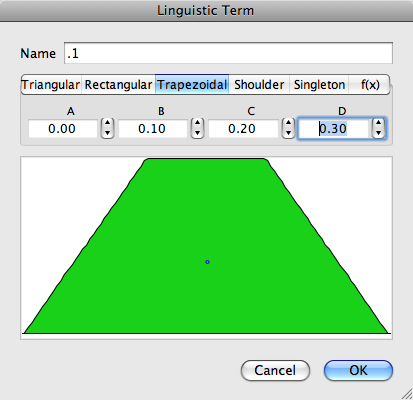 Linguistic Term
Name .1
Triangular Rectangular Trapezoidal Shoulder Singleton f(x)
A B C D
0.00 0.10 0.20 0.30
Cancel OK